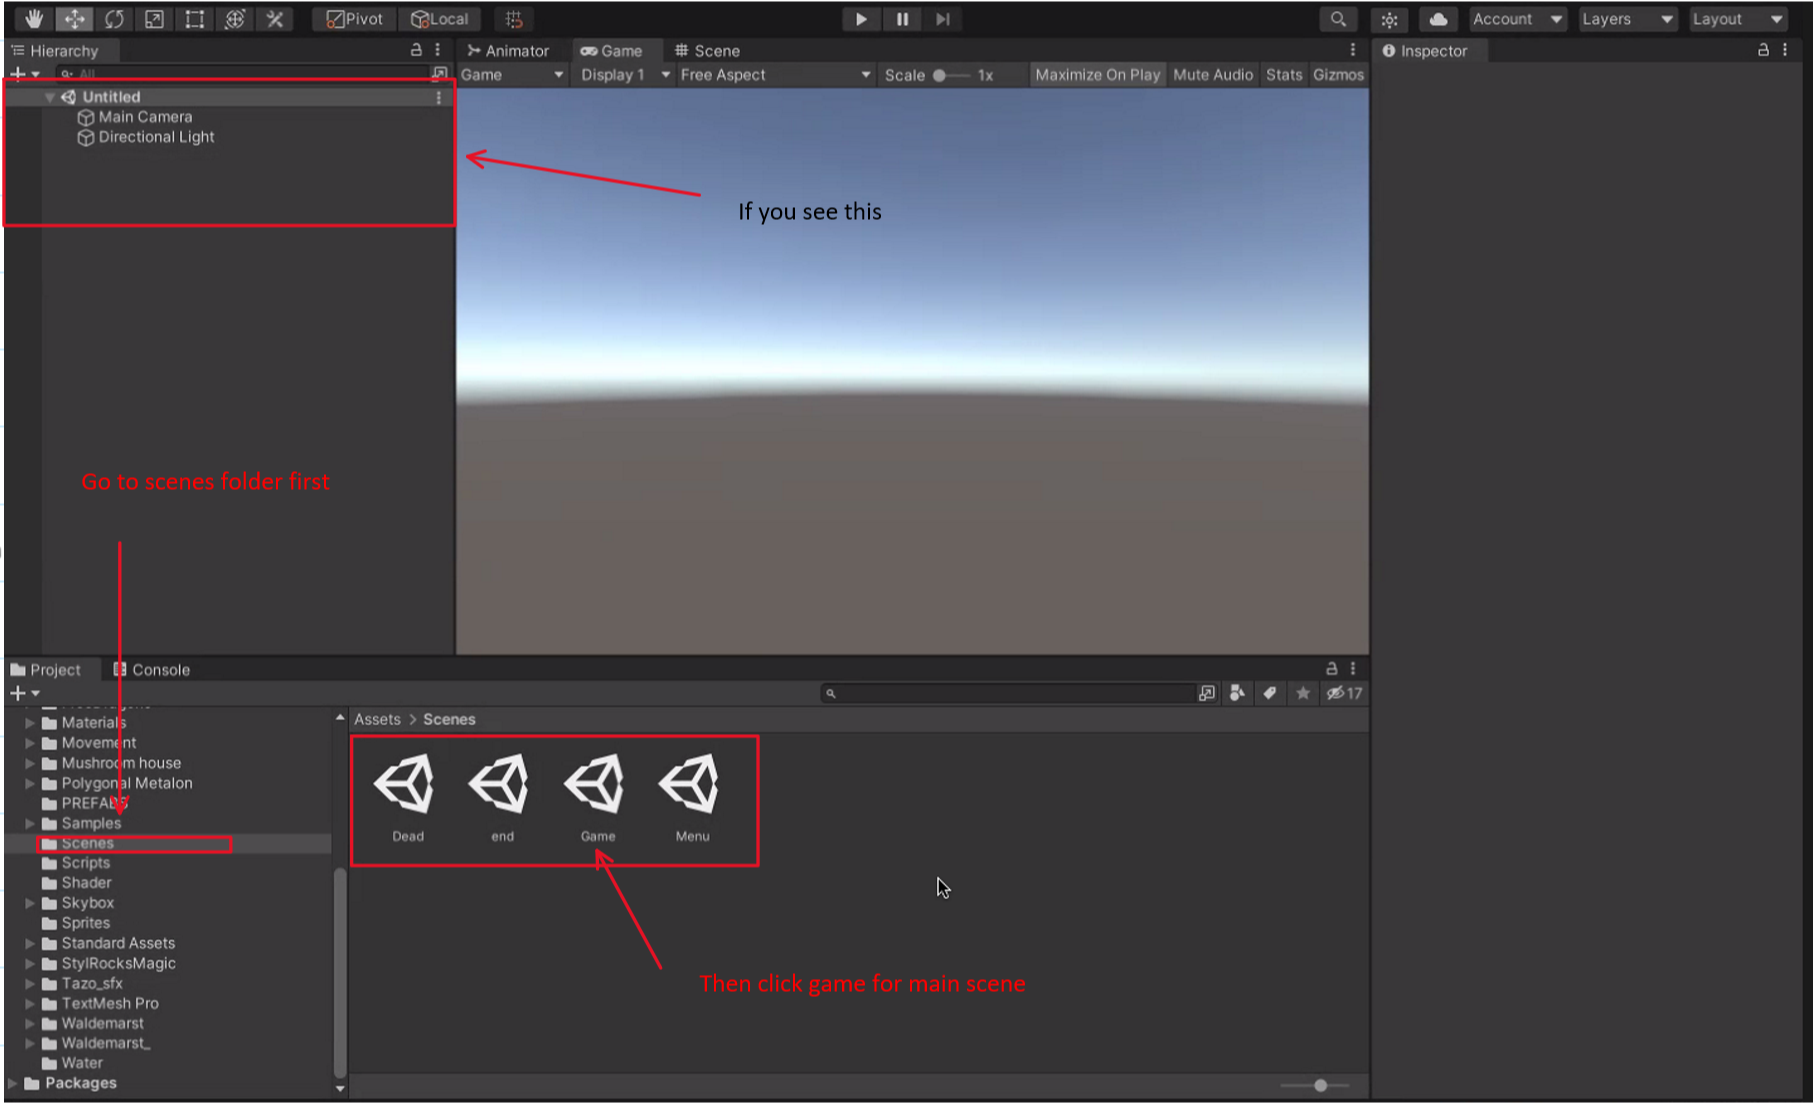 Pivot Local Account Layers Layout
Hierarchy Animator Game Scene Inspector
All Game Display 1 Free Aspect Scale 1x Maximize On Play Mute Audio Stats Gizmos
Untitled
Main Camera
Directional Light
If you see this
Go to scenes folder first
Project Console
17
Assets > Scenes
Materials
Movement
Mushroom house
Polygonal Metalon
PREFABS
Samples
Scenes
Scripts
Shader
Skybox
Sprites
Standard Assets
StylRocksMagic
Tazo_sfx
TextMesh Pro
Waldemarst
Waldemarst_
Water
Packages
Dead end Game Menu
Then click game for main scene